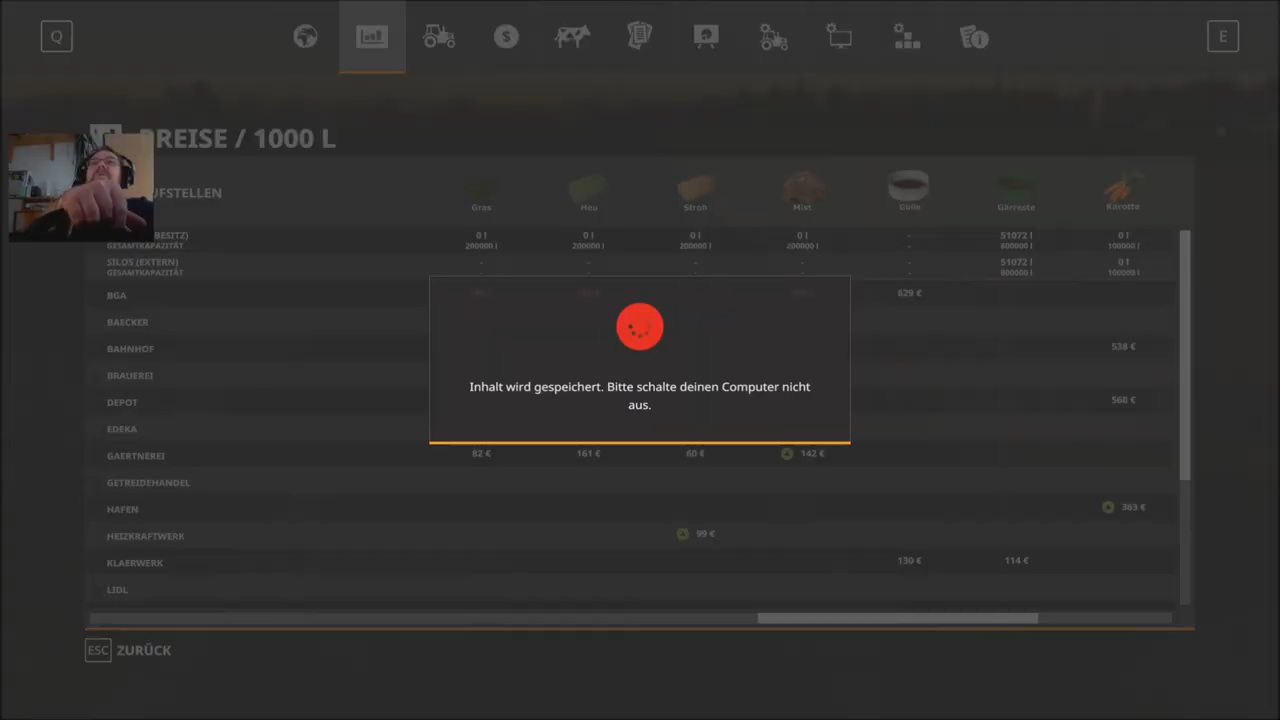 Q
E
PREISE / 1000 L
UFSTELLEN
Gras Heu Stroh Mist Gülle Gärreste Karotte
BESITZ) 0 l 0 l 0 l 0 l - 51072 l 0 l
GESAMTKAPAZITÄT 200000 l 200000 l 200000 l 200000 l 800000 l 100000 l
SILOS (EXTERN) - - - - - 51072 l 0 l
GESAMTKAPAZITÄT 800000 l 100000 l
BGA 629 €
BAECKER
BAHNHOF 538 €
BRAUEREI
DEPOT 568 €
EDEKA
GAERTNEREI 82 € 161 € 60 € 142 €
GETREIDEHANDEL
HAFEN 363 €
HEIZKRAFTWERK 99 €
KLAERWERK 130 € 114 €
LIDL
Inhalt wird gespeichert. Bitte schalte deinen Computer nicht
aus.
ESC ZURÜCK